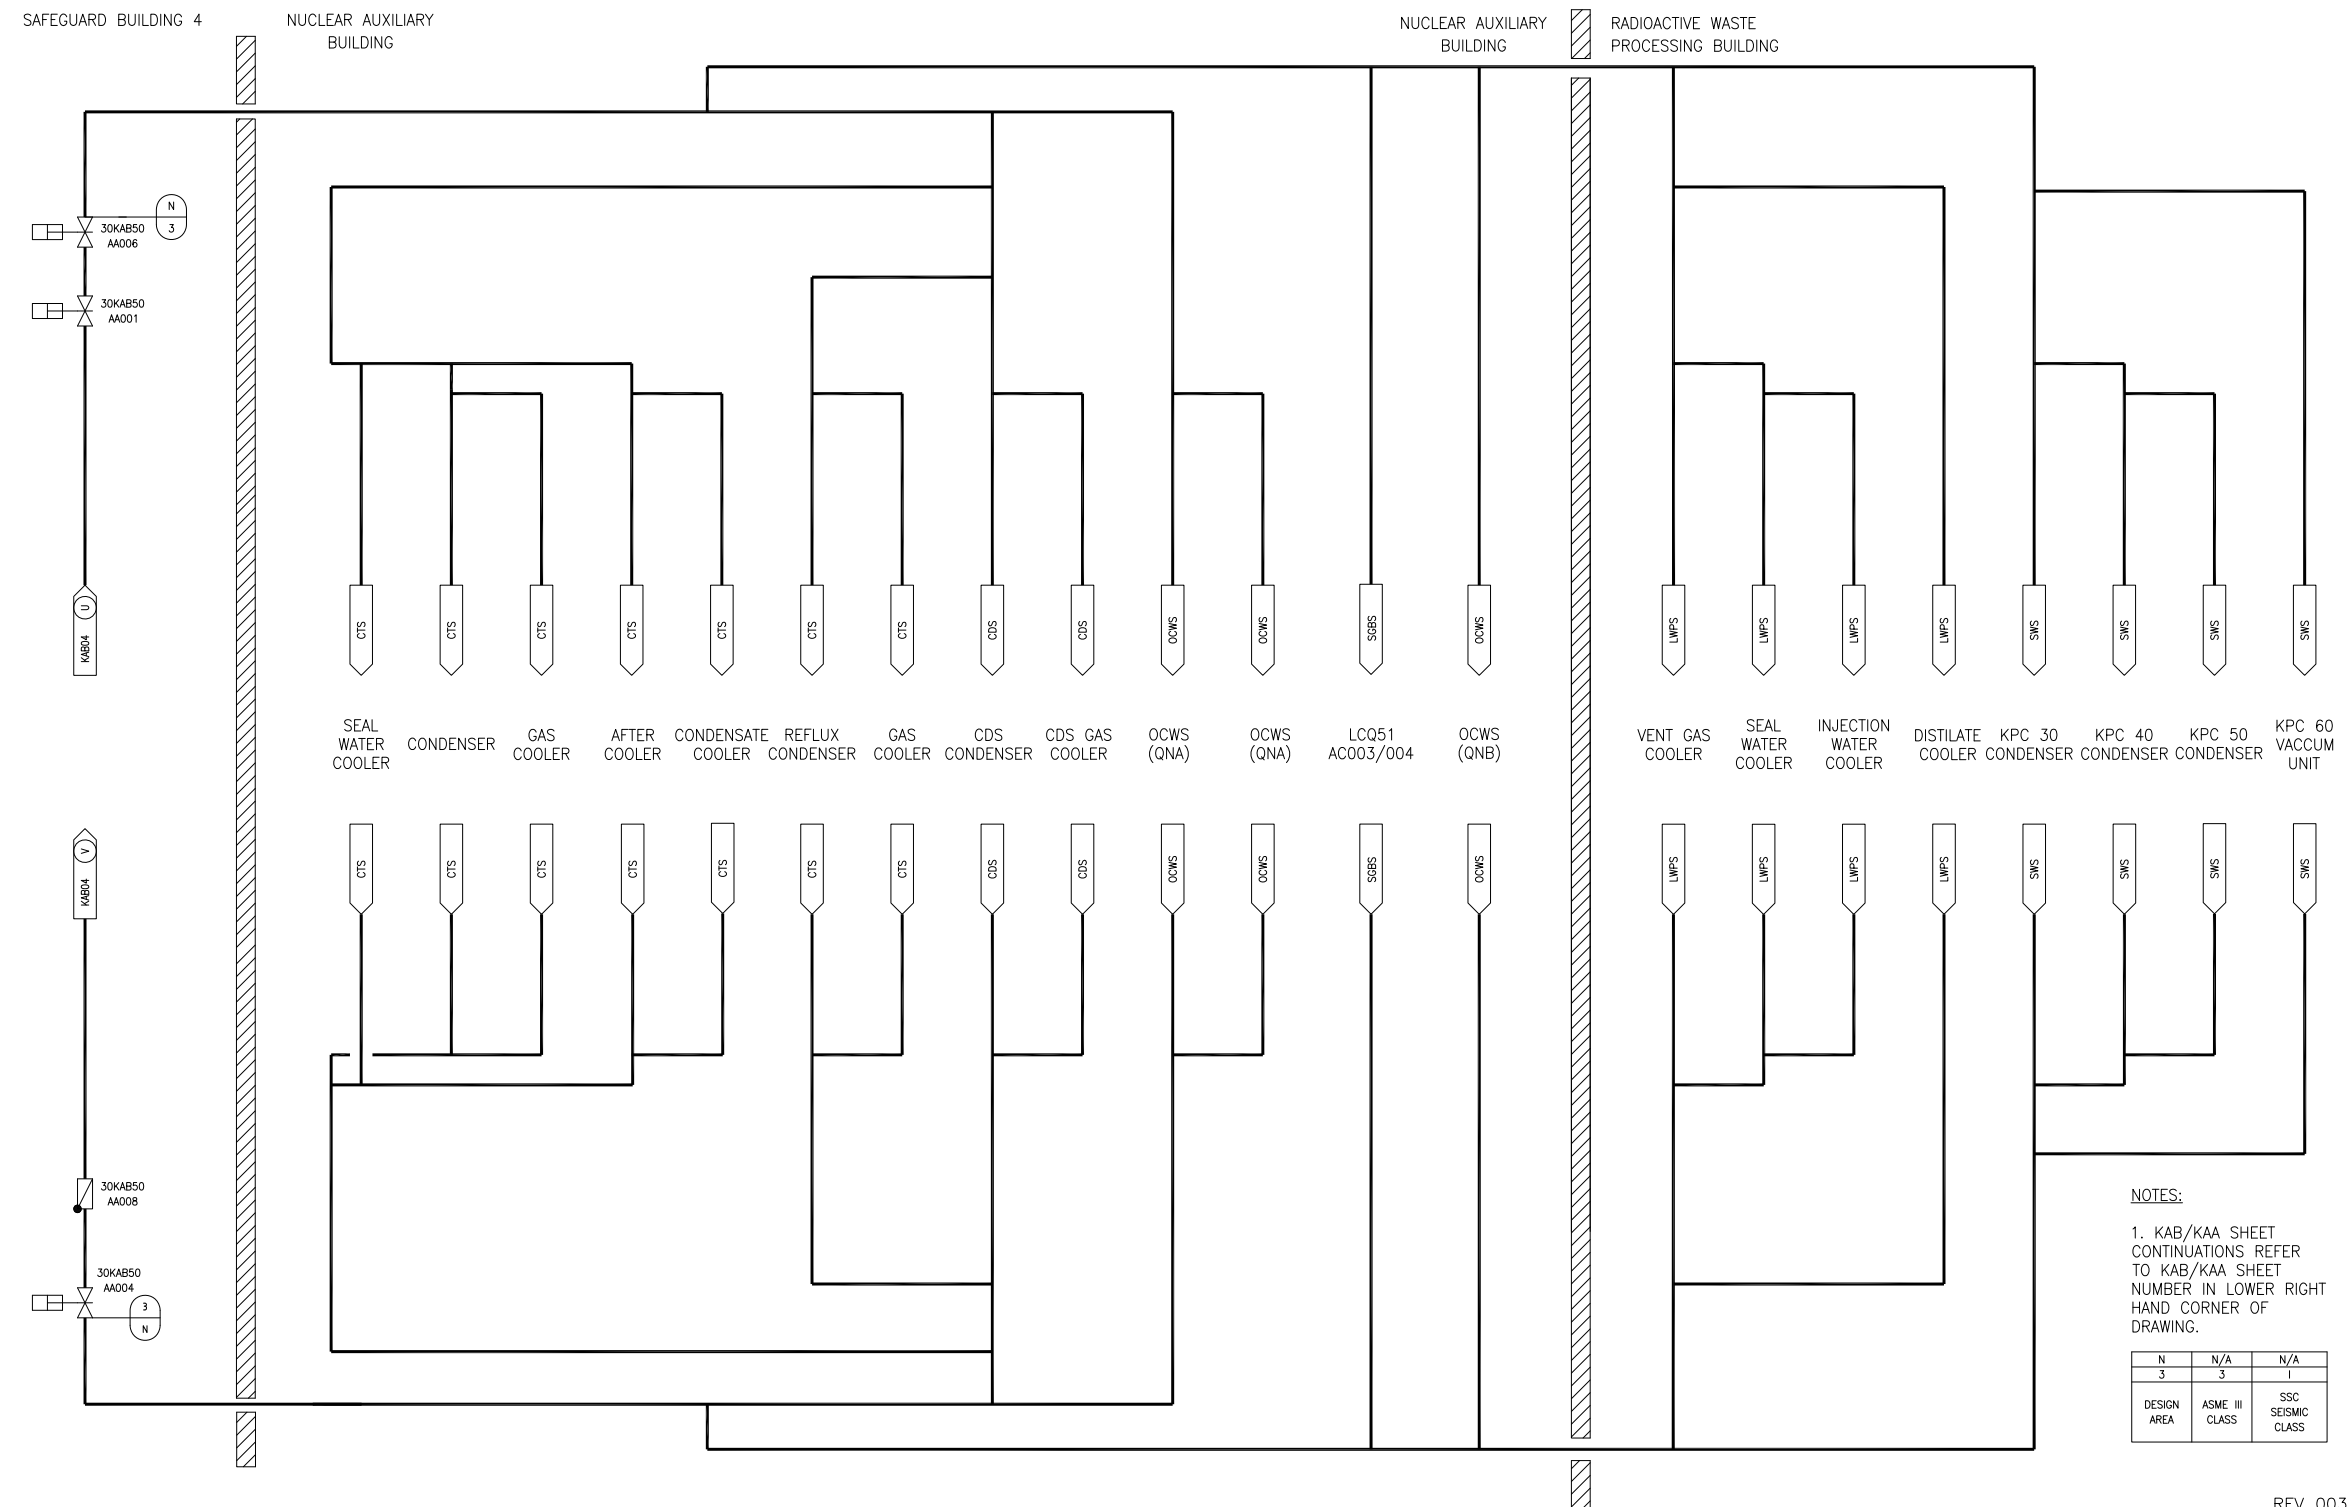 SAFEGUARD BUILDING 4
NUCLEAR AUXILIARY
BUILDING
NUCLEAR AUXILIARY
BUILDING
RADIOACTIVE WASTE
PROCESSING BUILDING
N
3
30KAB50
AA006
30KAB50
AA001
U
KAB04
CTS
CTS
CTS
CTS
CTS
CTS
CTS
CDS
CDS
OCWS
OCWS
SGBS
OCWS
LWPS
LWPS
LWPS
LWPS
SWS
SWS
SWS
SWS
SEAL
WATER
COOLER
CONDENSER
GAS
COOLER
AFTER
COOLER
CONDENSATE
COOLER
REFLUX
CONDENSER
GAS
COOLER
CDS
CONDENSER
CDS GAS
COOLER
OCWS
(QNA)
OCWS
(QNA)
LCQ51
AC003/004
OCWS
(QNB)
VENT GAS
COOLER
SEAL
WATER
COOLER
INJECTION
WATER
COOLER
DISTILATE
COOLER
KPC 30
CONDENSER
KPC 40
CONDENSER
KPC 50
CONDENSER
KPC 60
VACCUM
UNIT
V
KAB04
CTS
CTS
CTS
CTS
CTS
CTS
CTS
CDS
CDS
OCWS
OCWS
SGBS
OCWS
LWPS
LWPS
LWPS
LWPS
SWS
SWS
SWS
SWS
30KAB50
AA008
30KAB50
AA004
3
N
NOTES:
1. KAB/KAA SHEET
CONTINUATIONS REFER
TO KAB/KAA SHEET
NUMBER IN LOWER RIGHT
HAND CORNER OF
DRAWING.
N N/A N/A
3 3 I
DESIGN
AREA
ASME III
CLASS
SSC
SEISMIC
CLASS
REV 003